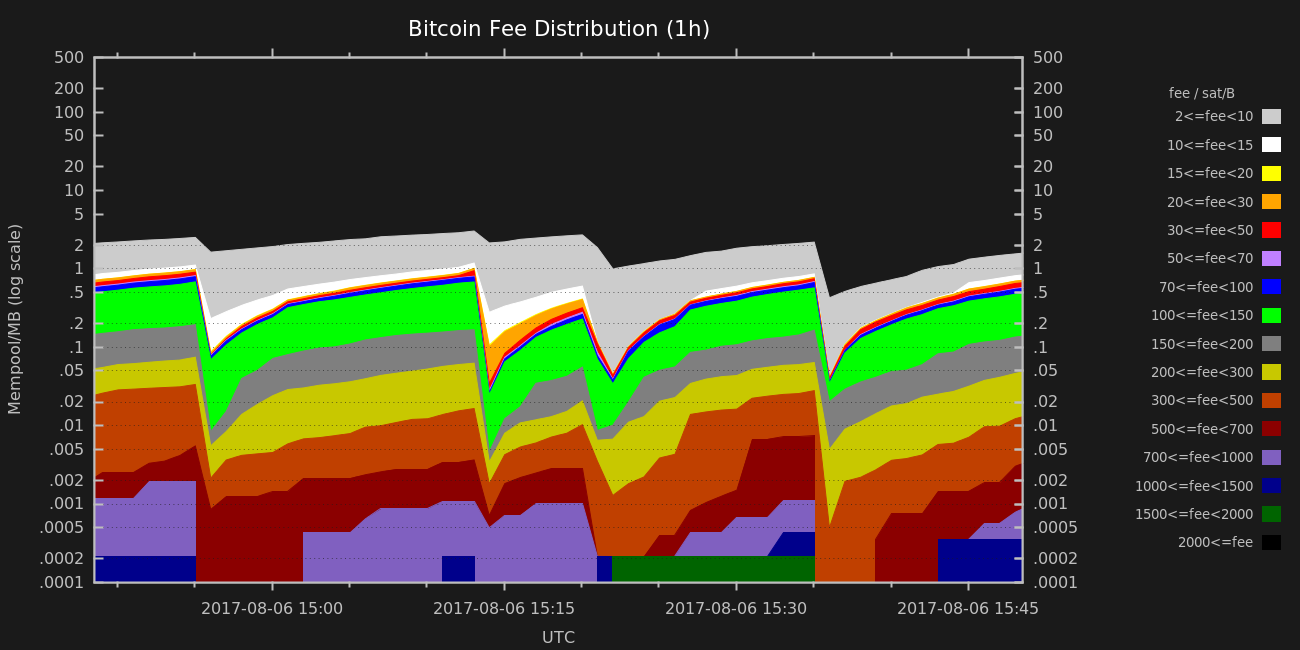 Bitcoin Fee Distribution (1h)
500 500
200 200
100 100
50 50
20 20
10 10
5 5
2 2
1 1
.5 .5
.2 .2
.1 .1
.05 .05
.02 .02
.01 .01
.005 .005
.002 .002
.001 .001
.0005 .0005
.0002 .0002
.0001 .0001
Mempool/MB (log scale)
2017-08-06 15:00 2017-08-06 15:15 2017-08-06 15:30 2017-08-06 15:45
UTC
fee / sat/B
2<=fee<10
10<=fee<15
15<=fee<20
20<=fee<30
30<=fee<50
50<=fee<70
70<=fee<100
100<=fee<150
150<=fee<200
200<=fee<300
300<=fee<500
500<=fee<700
700<=fee<1000
1000<=fee<1500
1500<=fee<2000
2000<=fee